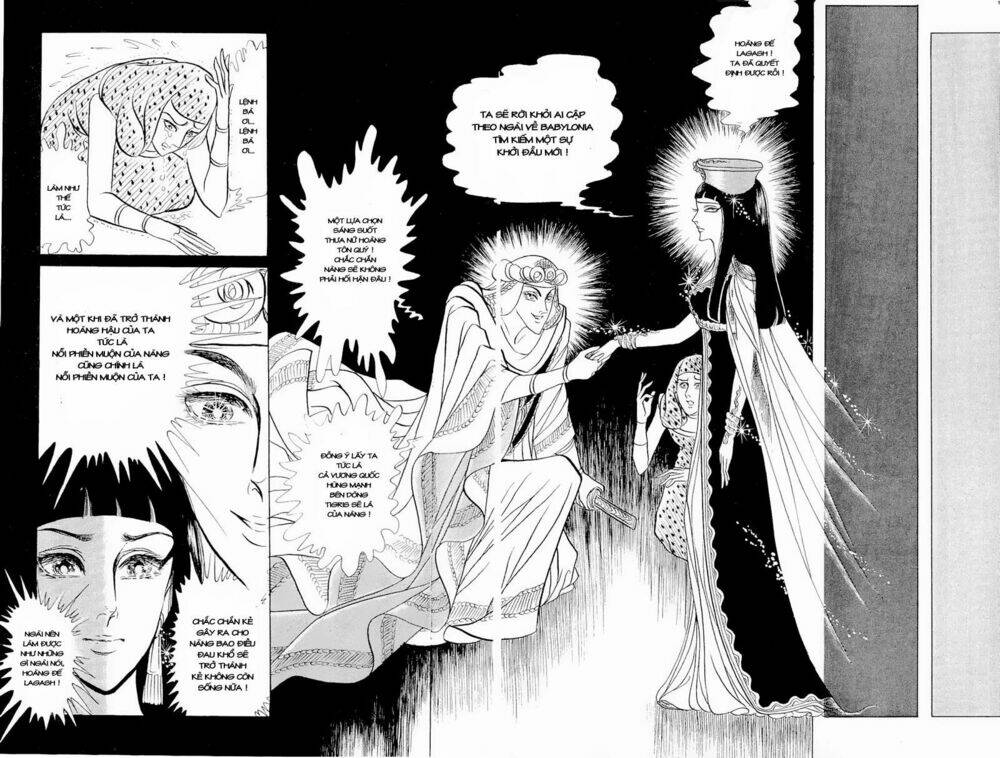 HOÀNG ĐẾ
LAGASH !
TA ĐÃ QUYẾT
ĐỊNH ĐƯỢC RỒI !
TA SẼ RỜI KHỎI AI CẬP
THEO NGÀI VỀ BABYLONIA
TÌM KIẾM MỘT SỰ
KHỞI ĐẦU MỚI !
MỘT LỰA CHỌN
SÁNG SUỐT
THƯA NỮ HOÀNG
TÔN QUÝ !
CHẮC CHẮN
NÀNG SẼ KHÔNG
PHẢI HỐI HẬN ĐÂU !
ĐỒNG Ý LẤY TA
TỨC LÀ
CẢ VƯƠNG QUỐC
HÙNG MẠNH
BÊN DÒNG
TIGRIS SẼ LÀ
CỦA NÀNG !
LỆNH
BÀ
ƠI...
LỆNH
BÀ
ƠI...
LÀM NHƯ
THẾ
TỨC
LÀ....
VÀ MỘT KHI ĐÃ TRỞ THÀNH
HOÀNG HẬU CỦA TA
TỨC LÀ
NỖI PHIỀN MUỘN CỦA NÀNG
CŨNG CHÍNH LÀ
NỖI PHIỀN MUỘN CỦA TA !
CHẮC CHẮN KẺ
GÂY RA CHO
NÀNG BAO ĐIỀU
ĐAU KHỔ SẼ
TRỞ THÀNH
KẺ KHÔNG CÒN
SỐNG NỮA !
NGÀI NÊN
LÀM ĐƯỢC
NHƯ NHỮNG
GÌ NGÀI NÓI,
HOÀNG ĐẾ
LAGASH !